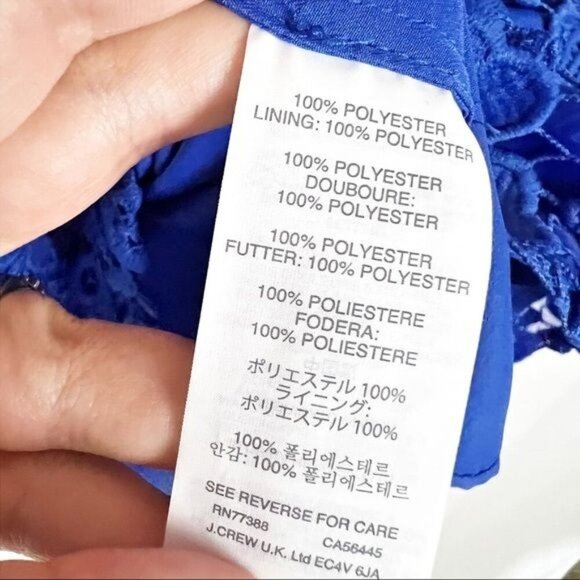 100% POLYESTER
LINING: 100% POLYESTER
100% POLYESTER
DOUBOURE:
100% POLYESTER
100% POLYESTER
FUTTER: 100% POLYESTER
100% POLIESTERE
FODERA:
100% POLIESTERE
ポリエステル 100%
ライニング:
ポリエステル 100%
100% 폴리에스테르
안감: 100% 폴리에스테르
SEE REVERSE FOR CARE
RN77388 CA56445
J.CREW U.K. Ltd EC4V 6JA